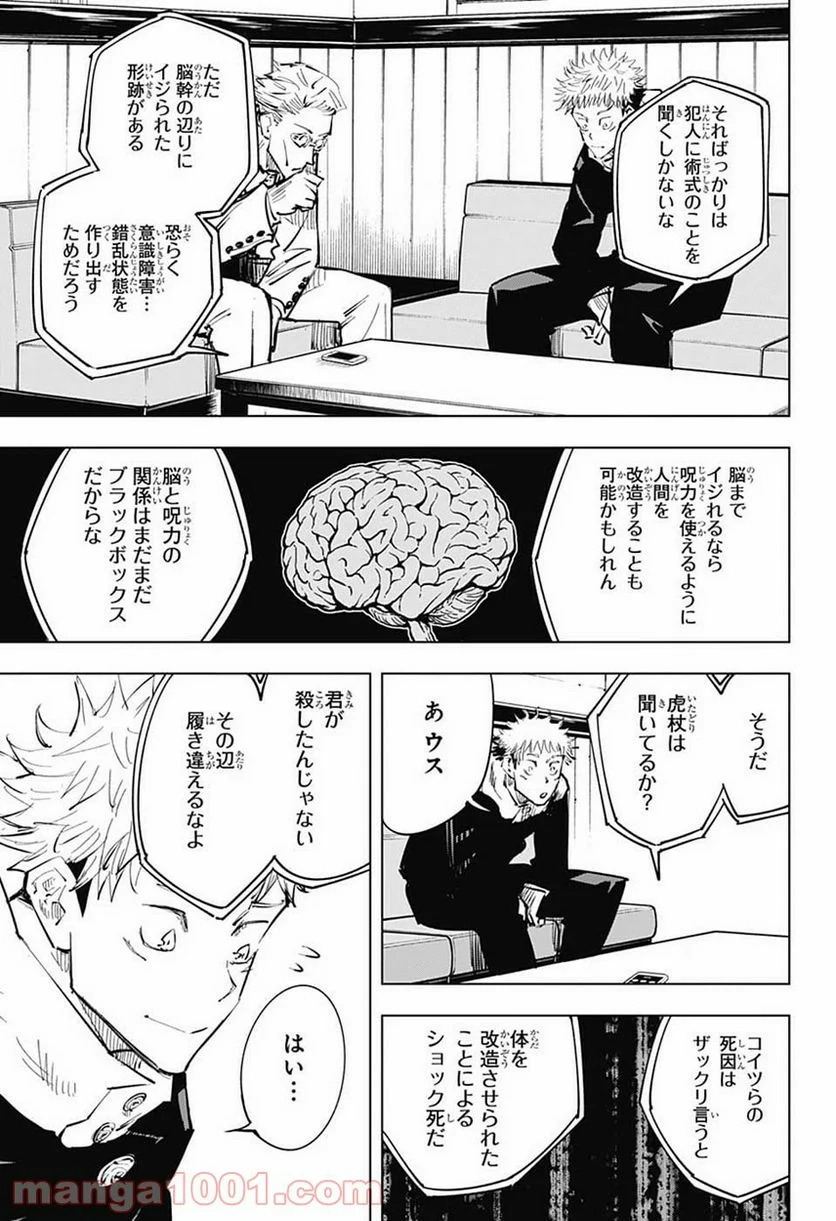 そればっかりは
犯人に術式のことを
聞くしかないな
ただ
脳幹の辺りに
イジられた
形跡がある
恐らく
意識障害…
錯乱状態を
作り出す
ためだろう
脳まで
イジれるなら
呪力を使えるように
人間を
改造することも
可能かもしれん
脳と呪力の
関係はまだまだ
ブラックボックス
だからな
そうだ
虎杖は
聞いてるか？
あ ウス
コイツらの
死因は
ザックリ言うと
体を
改造させられた
ことによる
ショック死だ
君が
殺したんじゃない
その辺
履き違えるなよ
はい…
manga1001.com